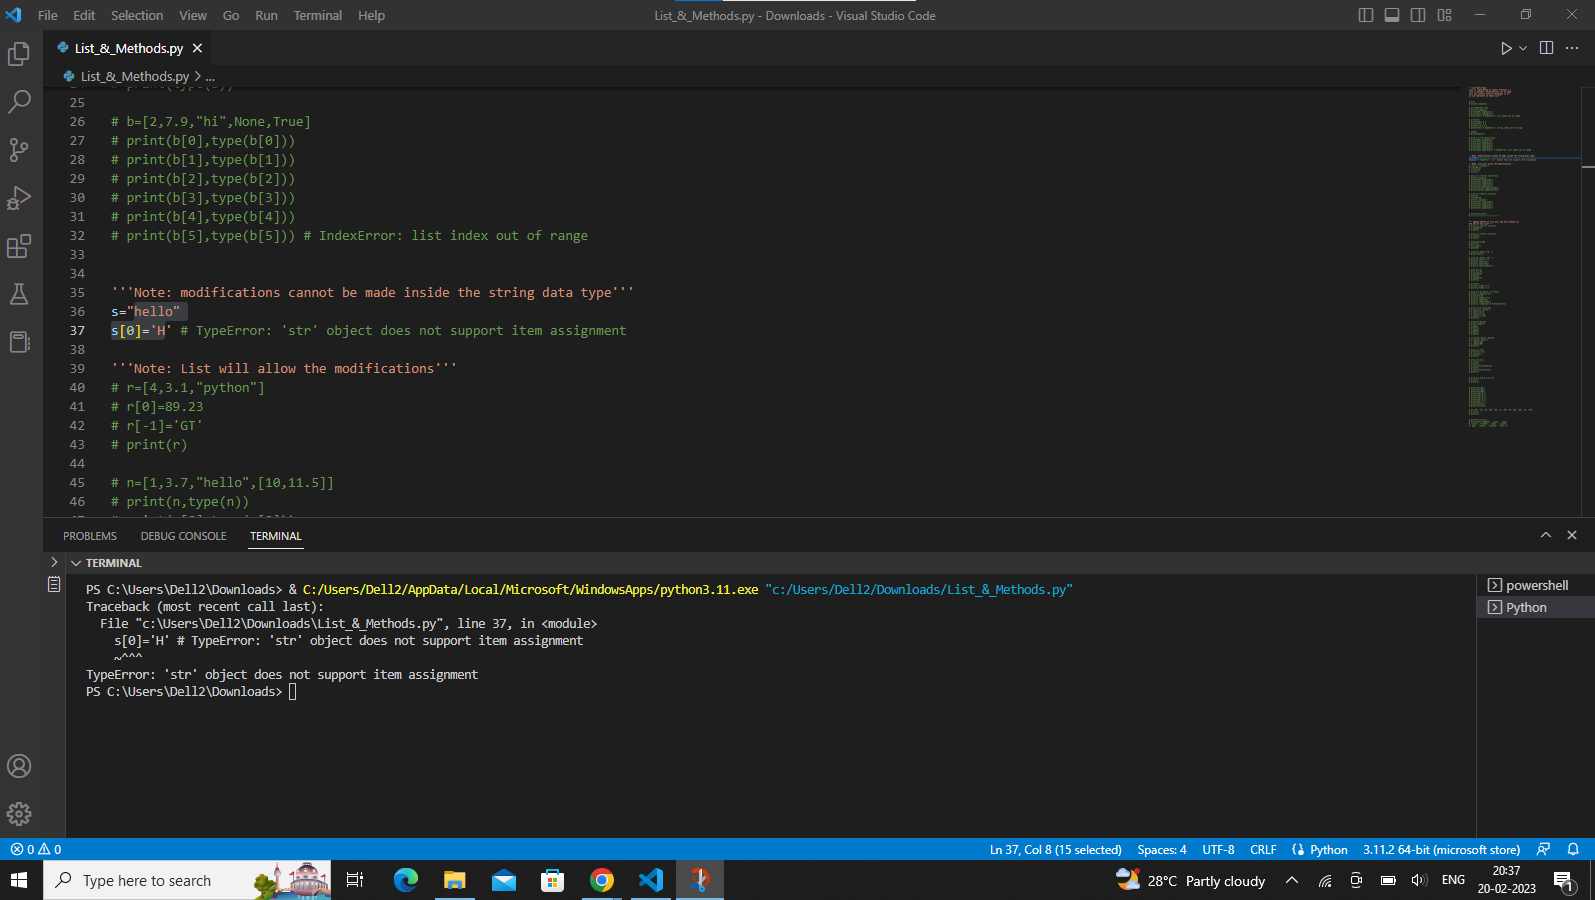 File Edit Selection View Go Run Terminal Help
List_&_Methods.py - Downloads - Visual Studio Code
List_&_Methods.py
List_&_Methods.py > ...
25
26 # b=[2,7.9,"hi",None,True]
27 # print(b[0],type(b[0]))
28 # print(b[1],type(b[1]))
29 # print(b[2],type(b[2]))
30 # print(b[3],type(b[3]))
31 # print(b[4],type(b[4]))
32 # print(b[5],type(b[5])) # IndexError: list index out of range
33
34
35 '''Note: modifications cannot be made inside the string data type'''
36 s="hello"
37 s[0]='H' # TypeError: 'str' object does not support item assignment
38
39 '''Note: List will allow the modifications'''
40 # r=[4,3.1,"python"]
41 # r[0]=89.23
42 # r[-1]='GT'
43 # print(r)
44
45 # n=[1,3.7,"hello",[10,11.5]]
46 # print(n,type(n))
PROBLEMS DEBUG CONSOLE TERMINAL
TERMINAL
PS C:\Users\Dell2\Downloads> & C:/Users/Dell2/AppData/Local/Microsoft/WindowsApps/python3.11.exe "c:/Users/Dell2/Downloads/List_&_Methods.py"
Traceback (most recent call last):
File "c:\Users\Dell2\Downloads\List_&_Methods.py", line 37, in <module>
s[0]='H' # TypeError: 'str' object does not support item assignment
~^^^
TypeError: 'str' object does not support item assignment
PS C:\Users\Dell2\Downloads>
powershell
Python
0 0
Ln 37, Col 8 (15 selected) Spaces: 4 UTF-8 CRLF Python 3.11.2 64-bit (microsoft store)
Type here to search
28°C Partly cloudy
ENG
20:37
20-02-2023
1